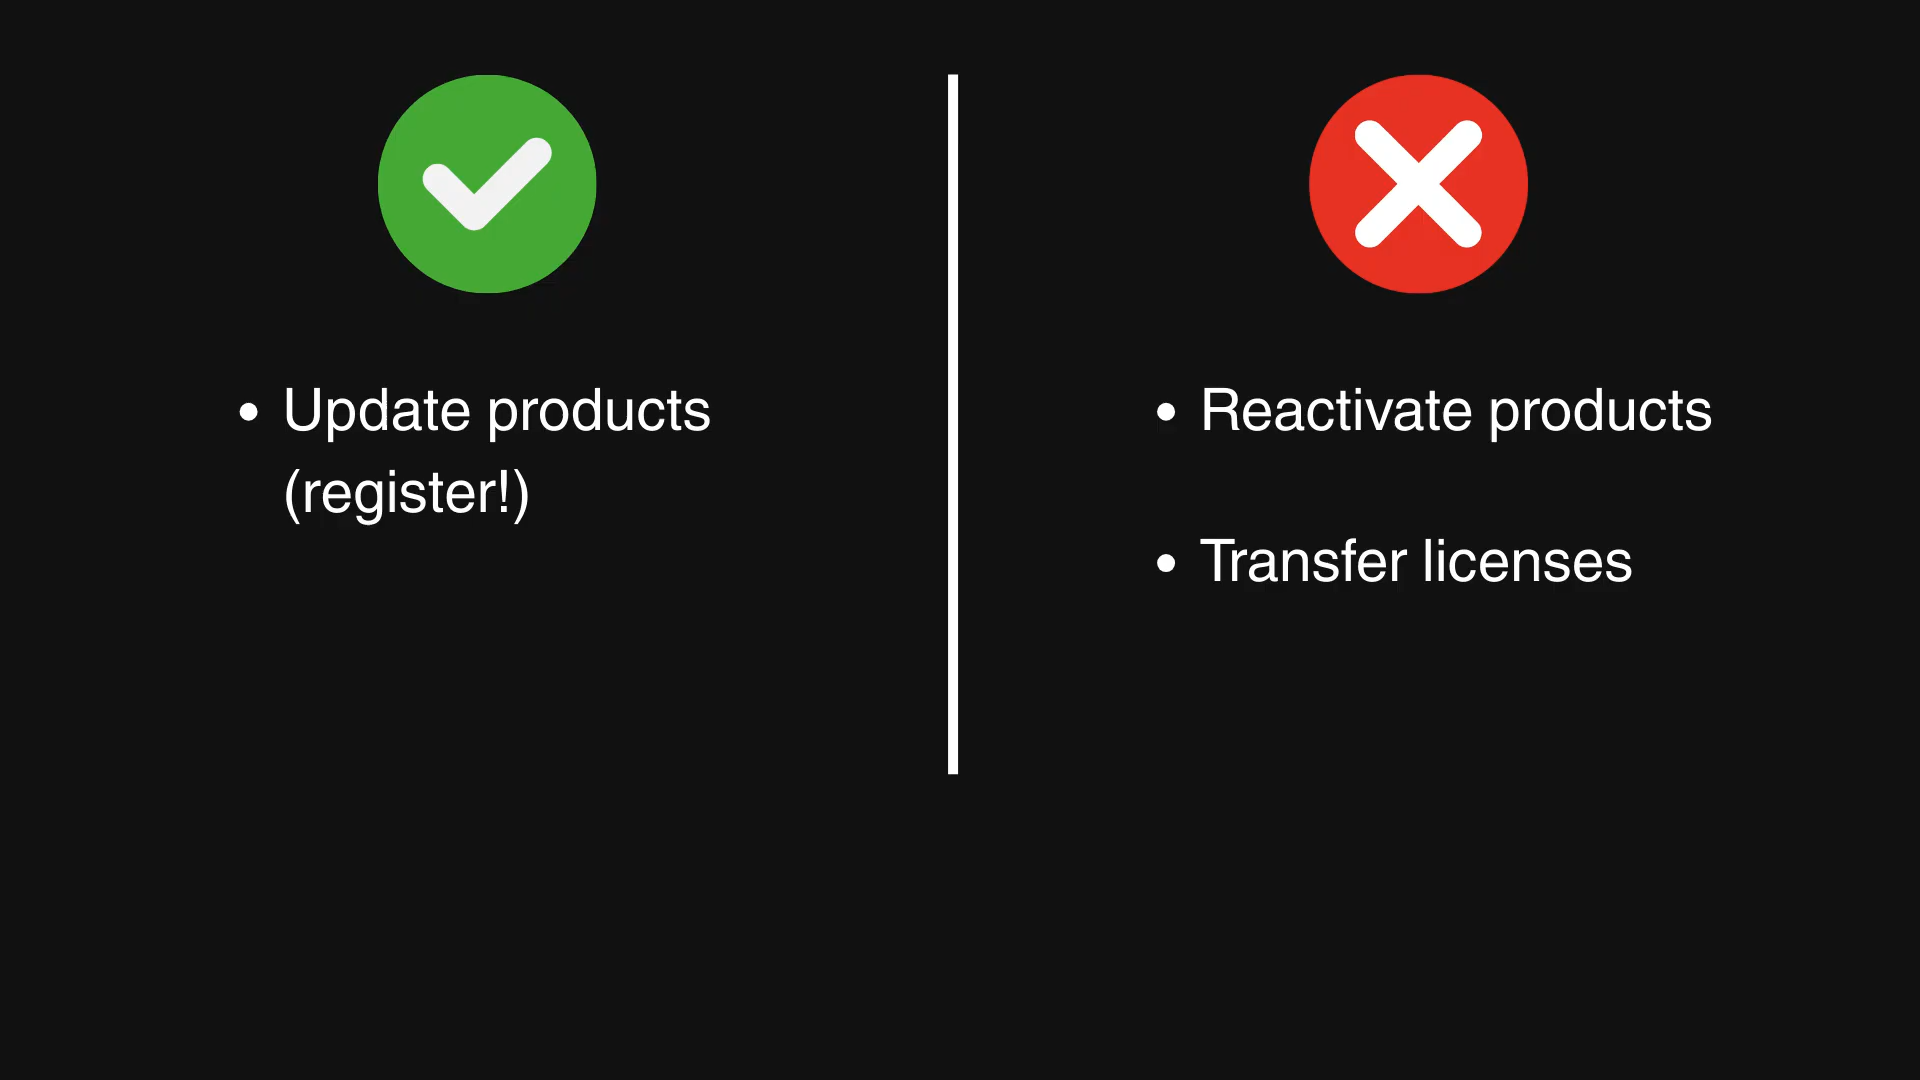 • Update products
(register!)
• Reactivate products
• Transfer licenses